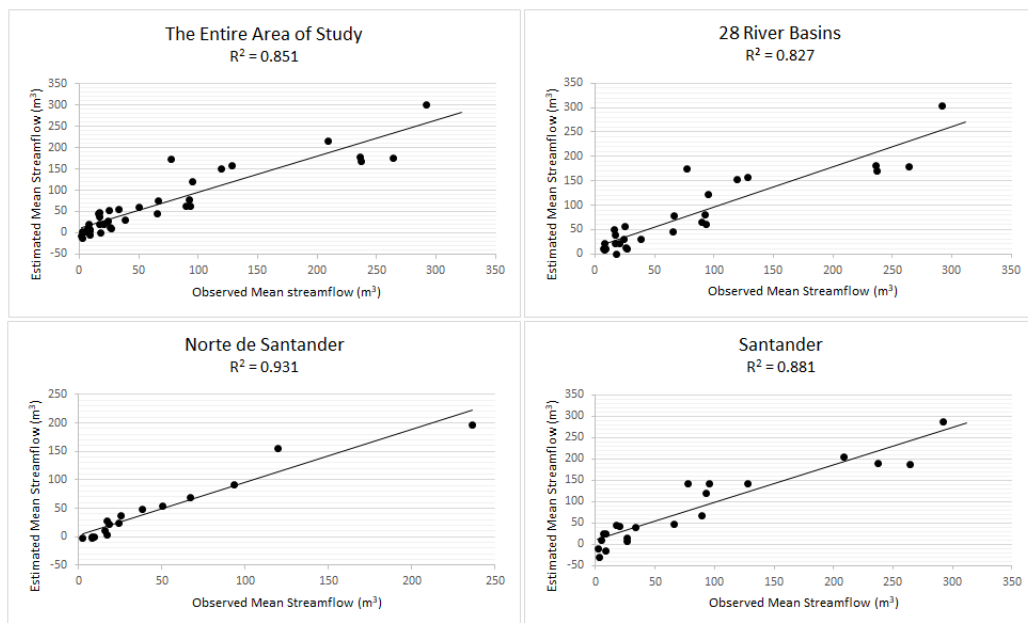 The Entire Area of Study
R² = 0.851
Estimated Mean Streamflow (m³)
350
300
250
200
150
100
50
0
-50
0 50 100 150 200 250 300 350
Observed Mean streamflow (m³)
28 River Basins
R² = 0.827
Estimated Mean Streamflow (m³)
350
300
250
200
150
100
50
0
0 50 100 150 200 250 300 350
Observed Mean Streamflow (m³)
Norte de Santander
R² = 0.931
Estimated Mean Streamflow (m³)
250
200
150
100
50
0
-50
0 50 100 150 200 250
Observed Mean Streamflow (m³)
Santander
R² = 0.881
Estimated Mean Streamflow (m³)
350
300
250
200
150
100
50
0
-50
0 50 100 150 200 250 300 350
Observed Mean Streamflow (m³)